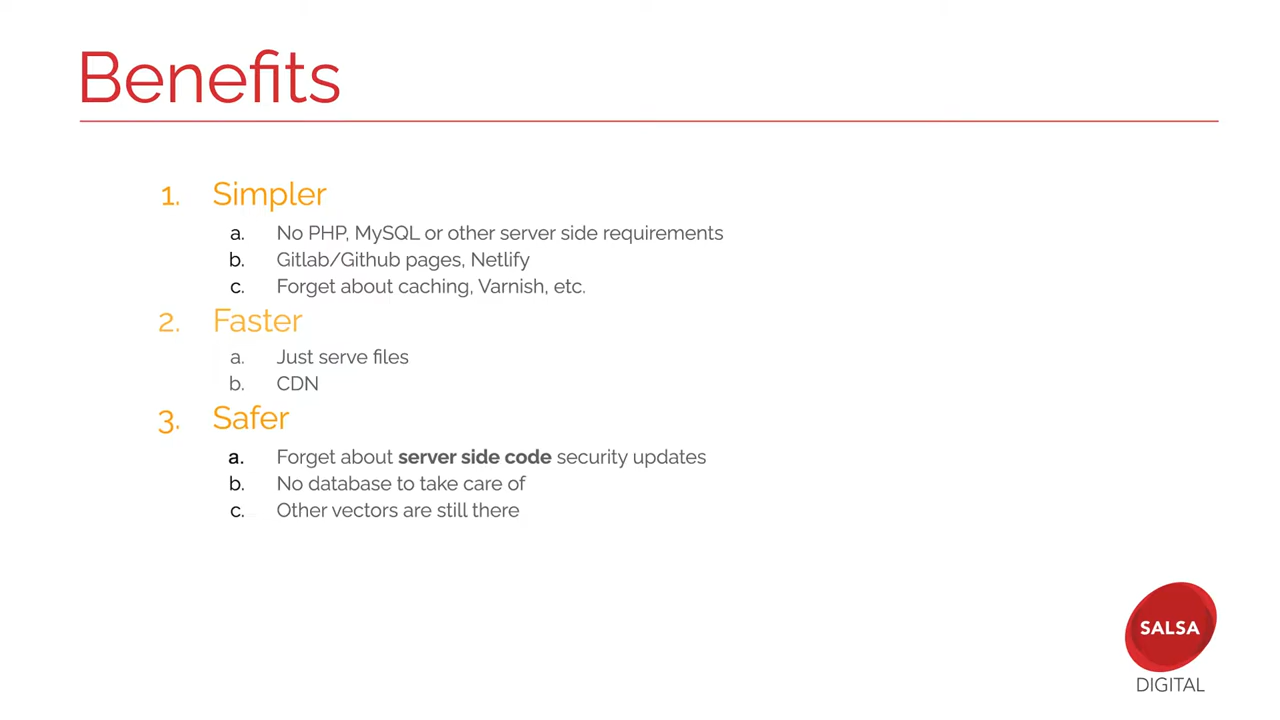 Benefits
1. Simpler
a. No PHP, MySQL or other server side requirements
b. Gitlab/Github pages, Netlify
c. Forget about caching, Varnish, etc.
2. Faster
a. Just serve files
b. CDN
3. Safer
a. Forget about server side code security updates
b. No database to take care of
c. Other vectors are still there
SALSA
DIGITAL